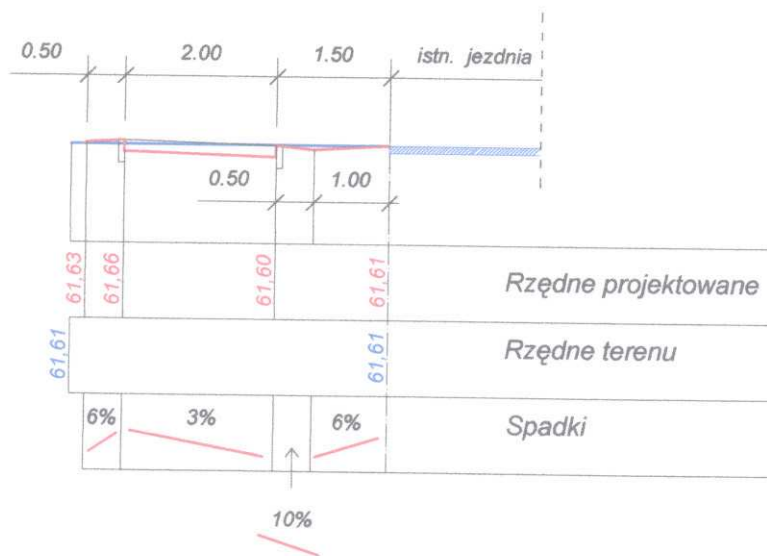 0.50 2.00 1.50 istn. jezdnia
0.50 1.00
61,63 61,66 61,60 61,61 Rzędne projektowane
61,61 61,61 Rzędne terenu
6% 3% 6% Spadki
10%